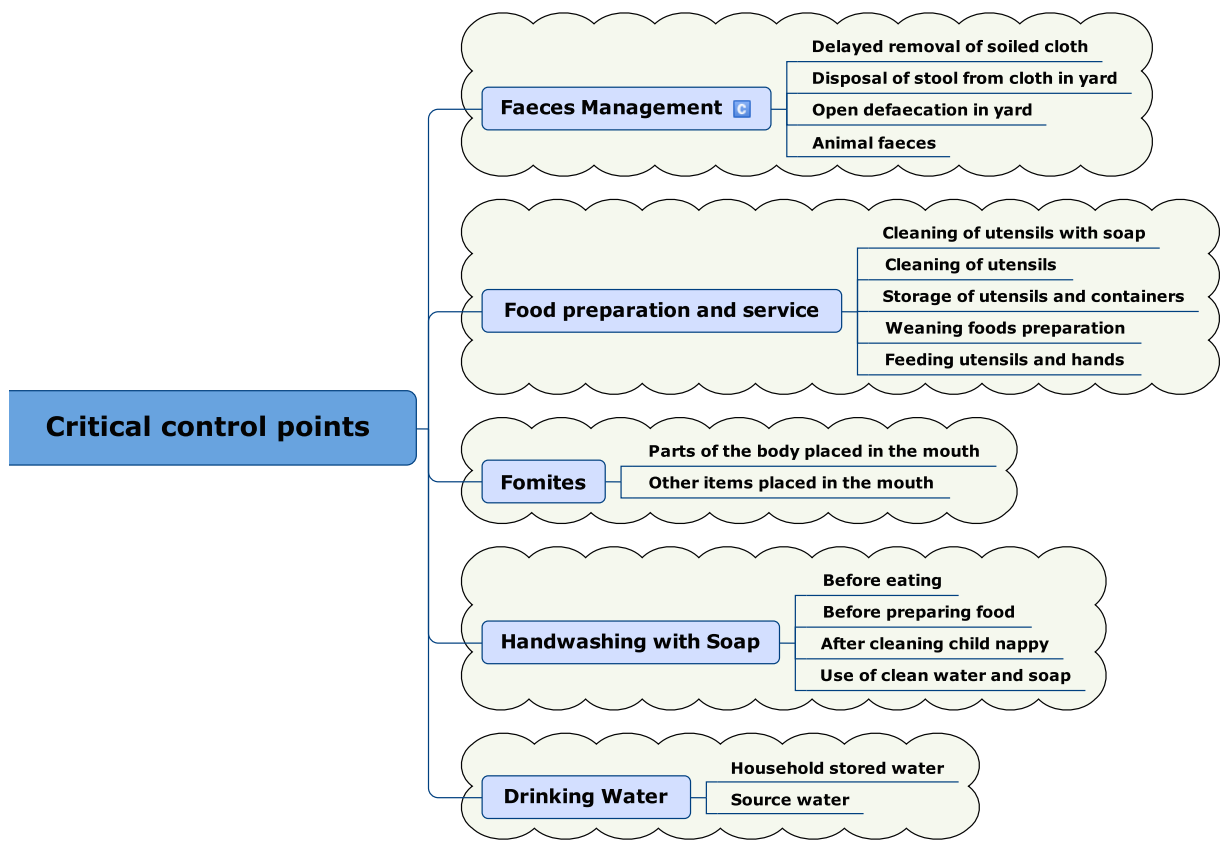 Critical control points
Faeces Management C
Delayed removal of soiled cloth
Disposal of stool from cloth in yard
Open defaecation in yard
Animal faeces
Food preparation and service
Cleaning of utensils with soap
Cleaning of utensils
Storage of utensils and containers
Weaning foods preparation
Feeding utensils and hands
Fomites
Parts of the body placed in the mouth
Other items placed in the mouth
Handwashing with Soap
Before eating
Before preparing food
After cleaning child nappy
Use of clean water and soap
Drinking Water
Household stored water
Source water